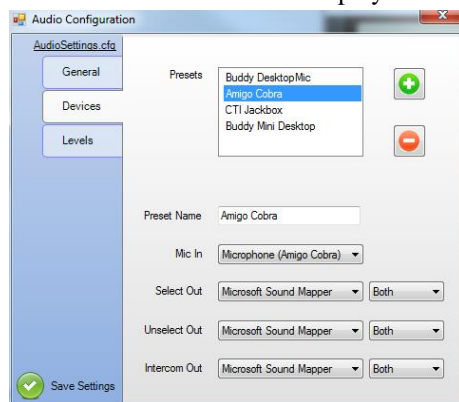 Audio Configuration
AudioSettings.cfg
General
Devices
Levels
Presets
Buddy DesktopMic
Amigo Cobra
CTI Jackbox
Buddy Mini Desktop
Preset Name Amigo Cobra
Mic In Microphone (Amigo Cobra)
Select Out Microsoft Sound Mapper Both
Unselect Out Microsoft Sound Mapper Both
Intercom Out Microsoft Sound Mapper Both
Save Settings